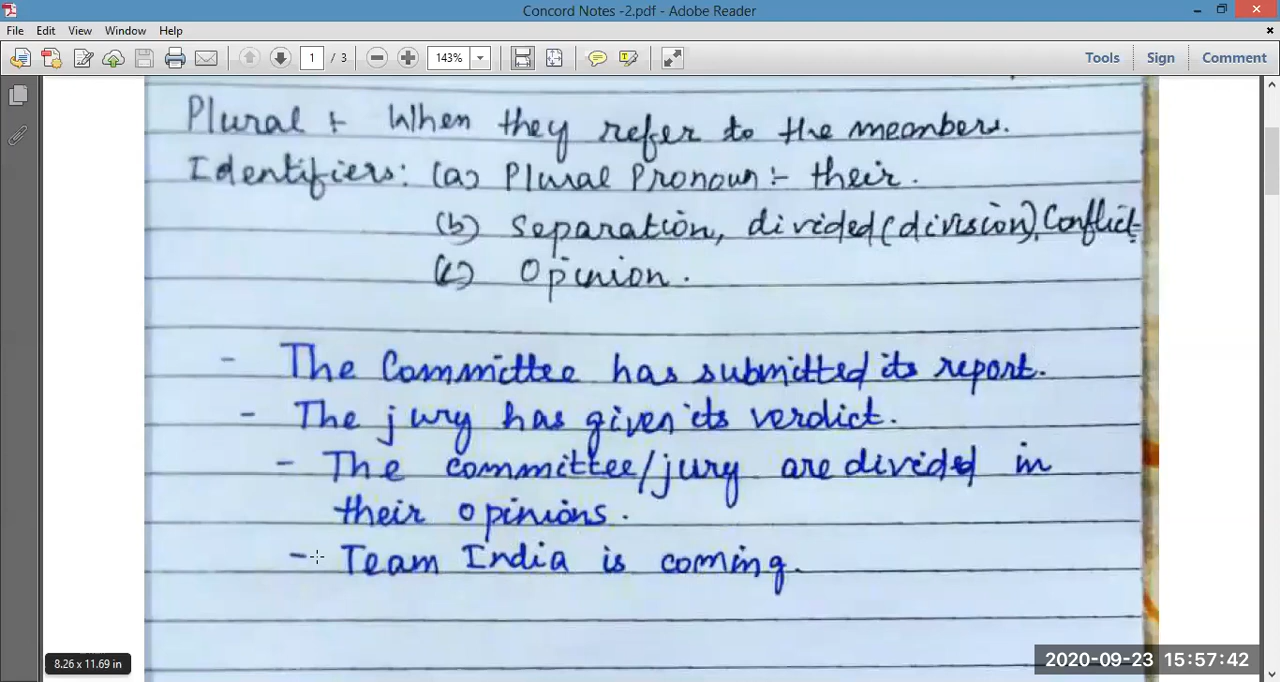 Concord Notes -2.pdf - Adobe Reader
File Edit View Window Help
1 / 3 143% Tools Sign Comment
Plural :- When they refer to the members.
Identifiers: (a) Plural Pronoun :- their.
(b) Separation, divided (division), Conflict.
(c) Opinion.
- The Committee has submitted its report.
- The jury has given its verdict.
- The committee/jury are divided in
their opinions.
- Team India is coming.
8.26 x 11.69 in
2020-09-23 15:57:42